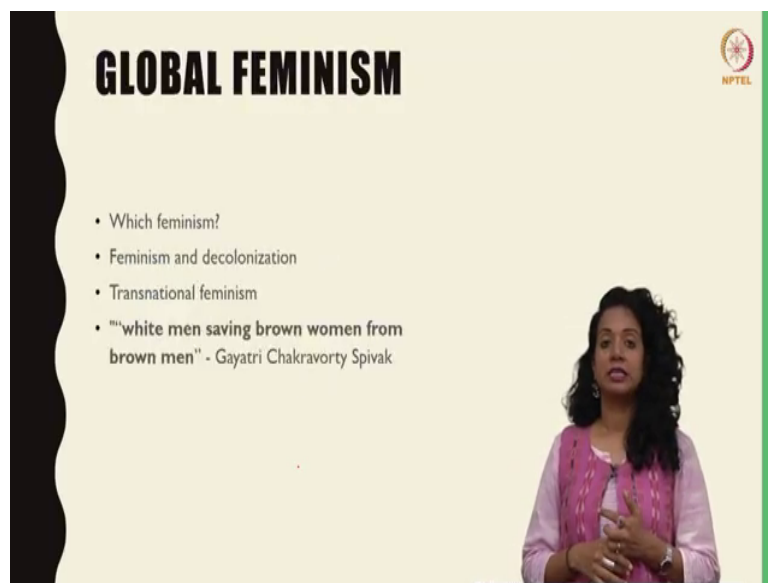 GLOBAL FEMINISM
NPTEL
• Which feminism?
• Feminism and decolonization
• Transnational feminism
• "“white men saving brown women from
brown men” - Gayatri Chakravorty Spivak